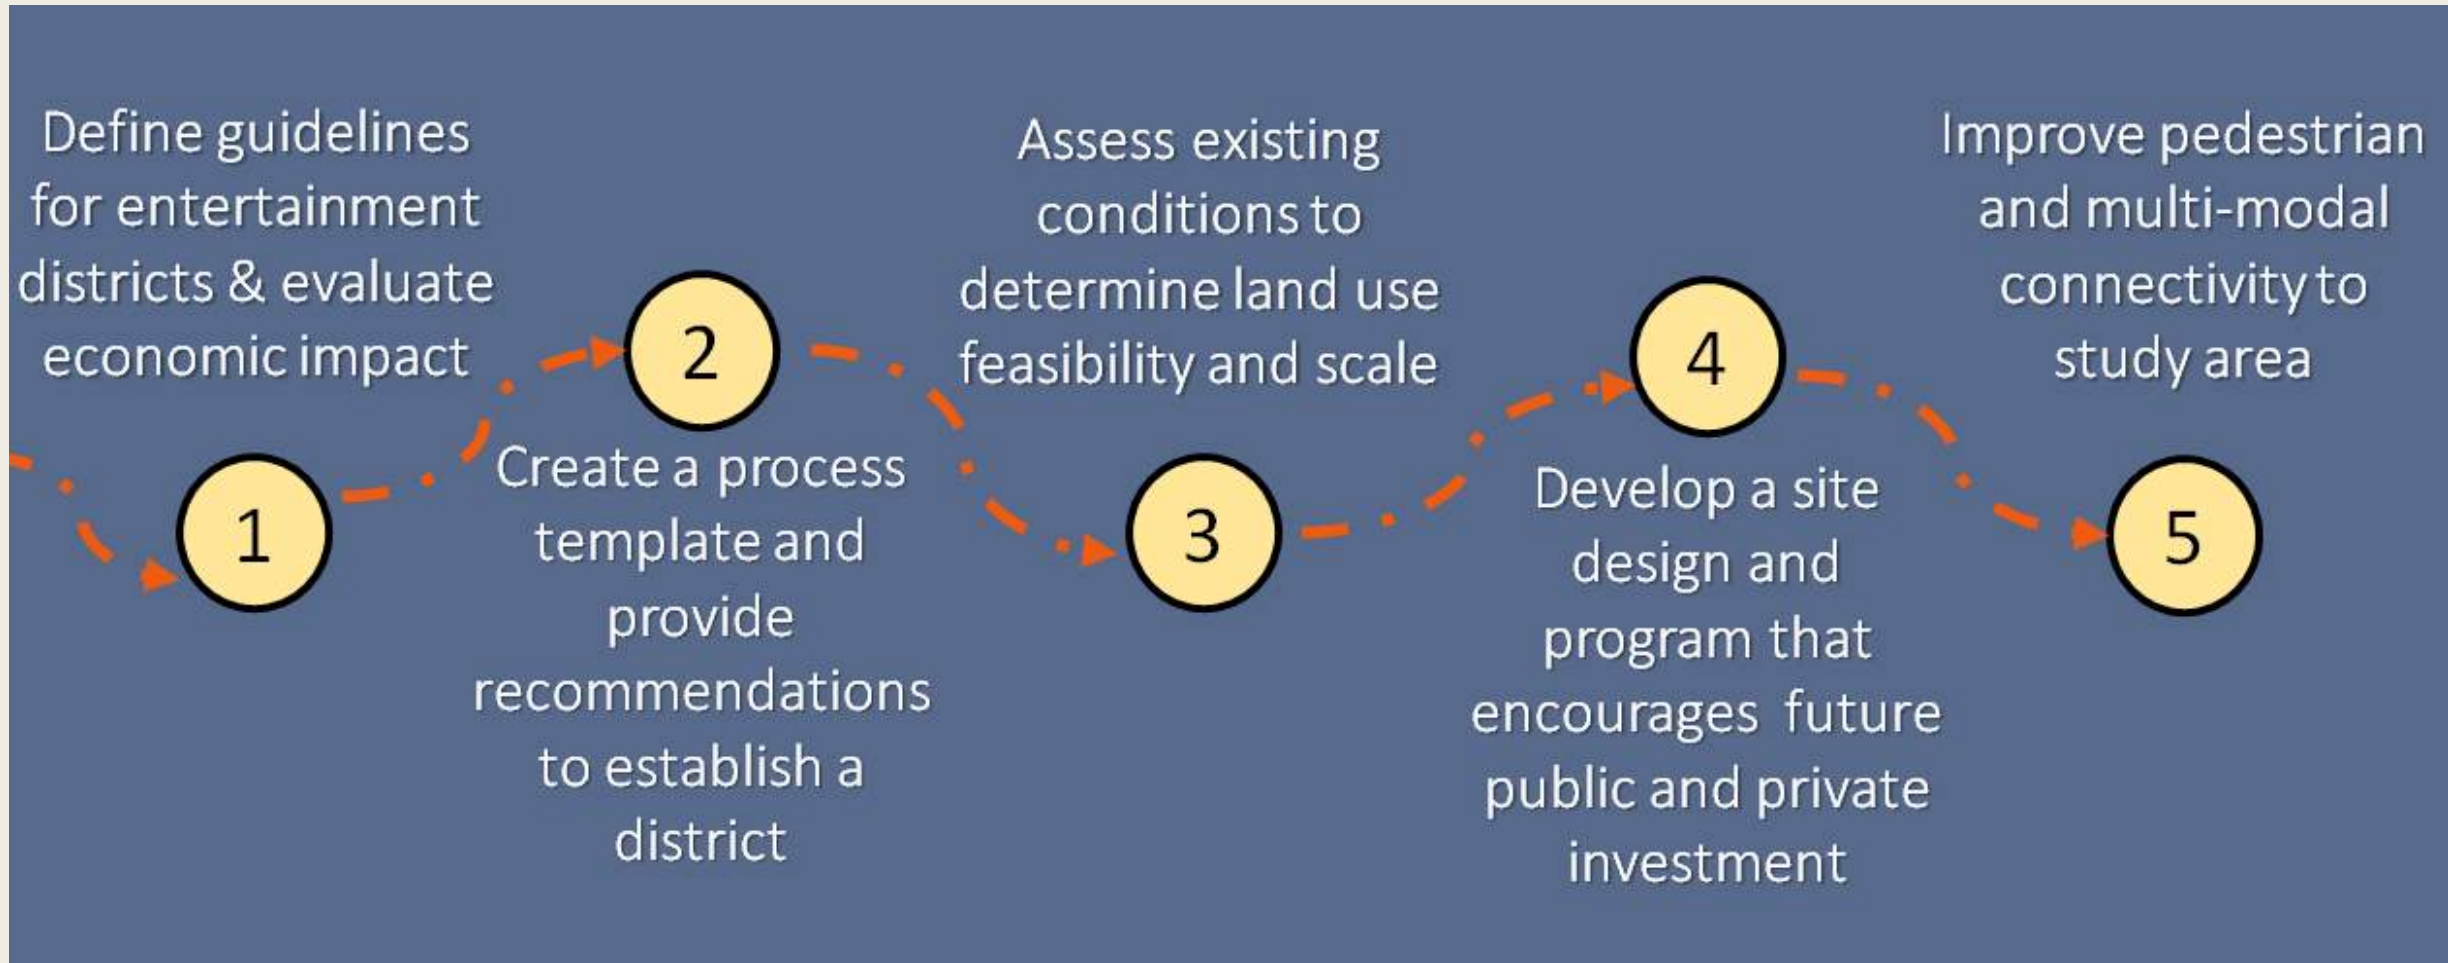 Define guidelines
for entertainment
districts & evaluate
economic impact
1
2
Create a process
template and
provide
recommendations
to establish a
district
Assess existing
conditions to
determine land use
feasibility and scale
3
4
Develop a site
design and
program that
encourages future
public and private
investment
Improve pedestrian
and multi-modal
connectivity to
study area
5